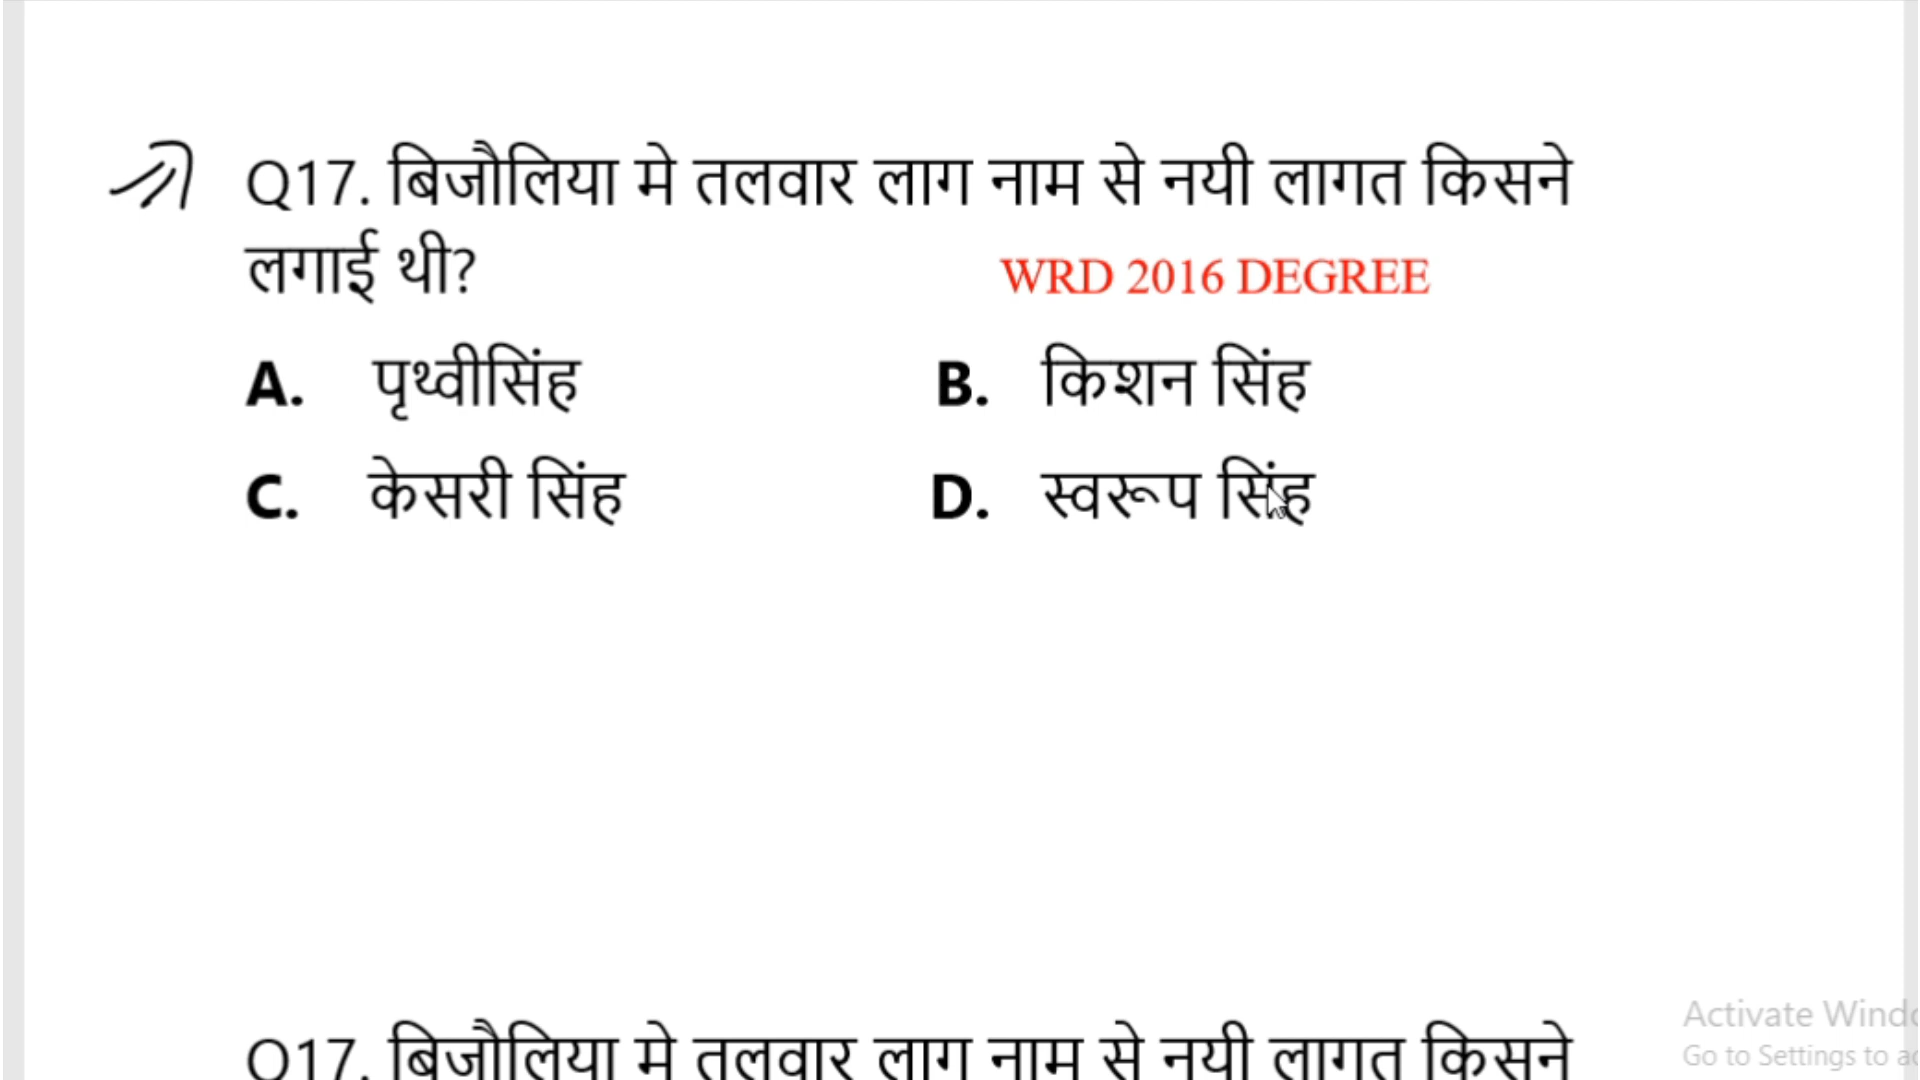 Q17. बिजौलिया मे तलवार लाग नाम से नयी लागत किसने
लगाई थी?
WRD 2016 DEGREE
A. पृथ्वीसिंह
B. किशन सिंह
C. केसरी सिंह
D. स्वरूप सिंह
Q17. बिजौलिया मे तलवार लाग नाम से नयी लागत किसने
Activate
Go to Settings to